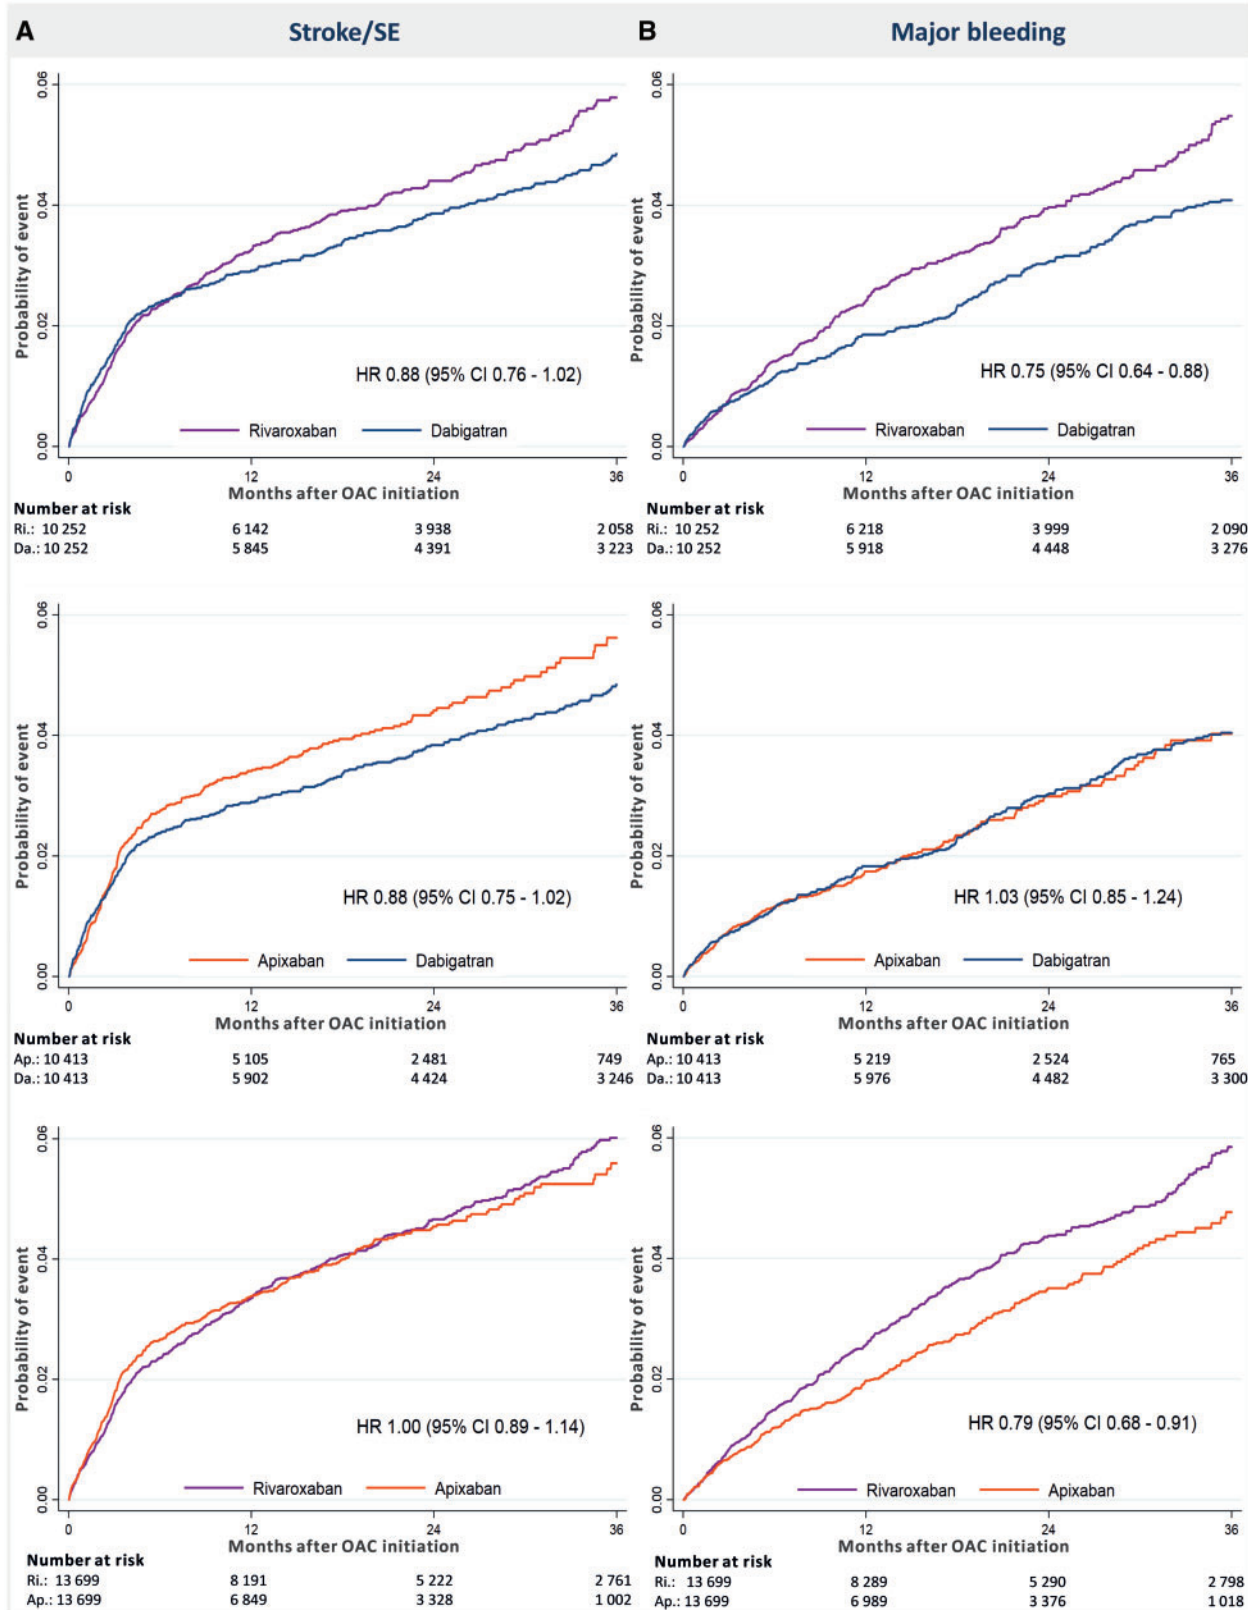 A Stroke/SE B Major bleeding
0.06
0.04
0.02
0.00
Probability of event
HR 0.88 (95% CI 0.76 - 1.02)
Rivaroxaban Dabigatran
0 12 24 36
Months after OAC initiation
Number at risk
Ri.: 10 252 6 142 3 938 2 058
Da.: 10 252 5 845 4 391 3 223
0.06
0.04
0.02
0.00
Probability of event
HR 0.75 (95% CI 0.64 - 0.88)
Rivaroxaban Dabigatran
0 12 24 36
Months after OAC initiation
Number at risk
Ri.: 10 252 6 218 3 999 2 090
Da.: 10 252 5 918 4 448 3 276
0.06
0.04
0.02
0.00
Probability of event
HR 0.88 (95% CI 0.75 - 1.02)
Apixaban Dabigatran
0 12 24 36
Months after OAC initiation
Number at risk
Ap.: 10 413 5 105 2 481 749
Da.: 10 413 5 902 4 424 3 246
0.06
0.04
0.02
0.00
Probability of event
HR 1.03 (95% CI 0.85 - 1.24)
Apixaban Dabigatran
0 12 24 36
Months after OAC initiation
Number at risk
Ap.: 10 413 5 219 2 524 765
Da.: 10 413 5 976 4 482 3 300
0.06
0.04
0.02
0.00
Probability of event
HR 1.00 (95% CI 0.89 - 1.14)
Rivaroxaban Apixaban
0 12 24 36
Months after OAC initiation
Number at risk
Ri.: 13 699 8 191 5 222 2 761
Ap.: 13 699 6 849 3 328 1 002
0.06
0.04
0.02
0.00
Probability of event
HR 0.79 (95% CI 0.68 - 0.91)
Rivaroxaban Apixaban
0 12 24 36
Months after OAC initiation
Number at risk
Ri.: 13 699 8 289 5 290 2 798
Ap.: 13 699 6 989 3 376 1 018